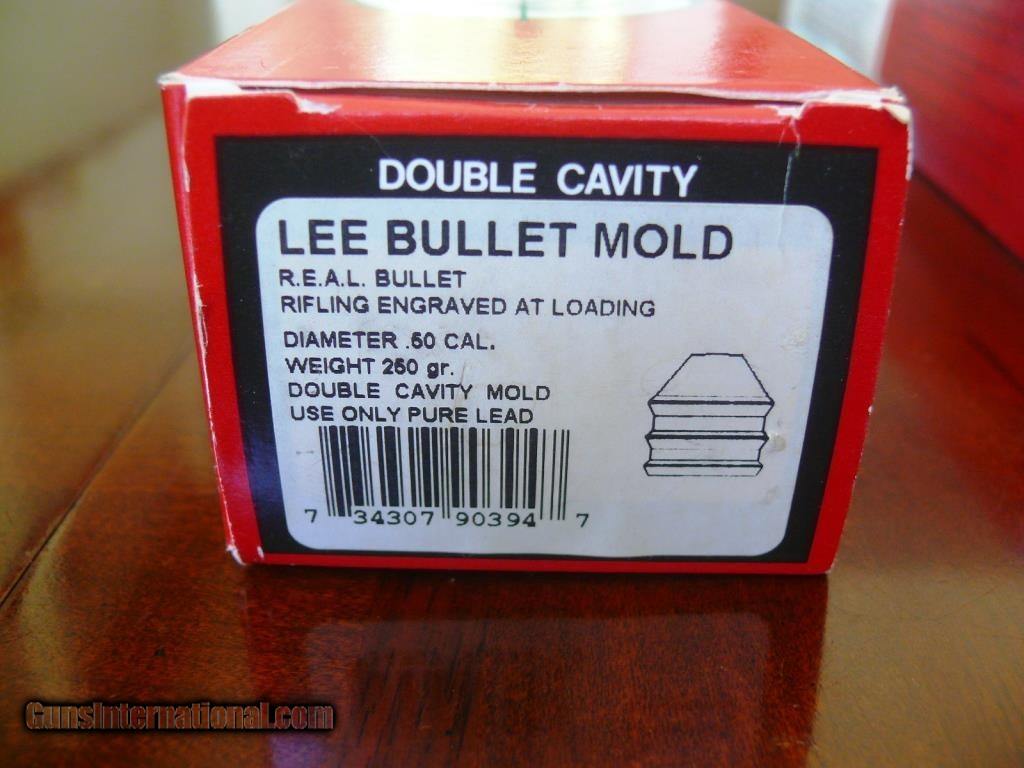 DOUBLE CAVITY
LEE BULLET MOLD
R.E.A.L. BULLET
RIFLING ENGRAVED AT LOADING
DIAMETER .50 CAL.
WEIGHT 250 gr.
DOUBLE CAVITY MOLD
USE ONLY PURE LEAD
7 34307 90394 7
GunsInternational.com